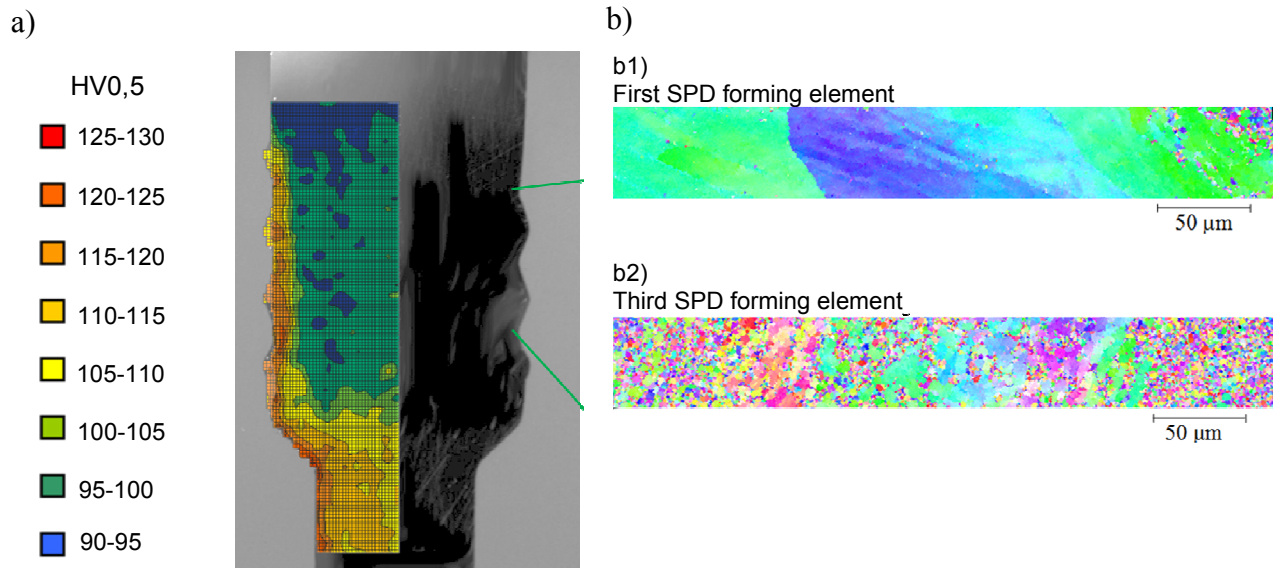 a)
HV0,5
125-130
120-125
115-120
110-115
105-110
100-105
95-100
90-95
b)
b1)
First SPD forming element
50 µm
b2)
Third SPD forming element
50 µm